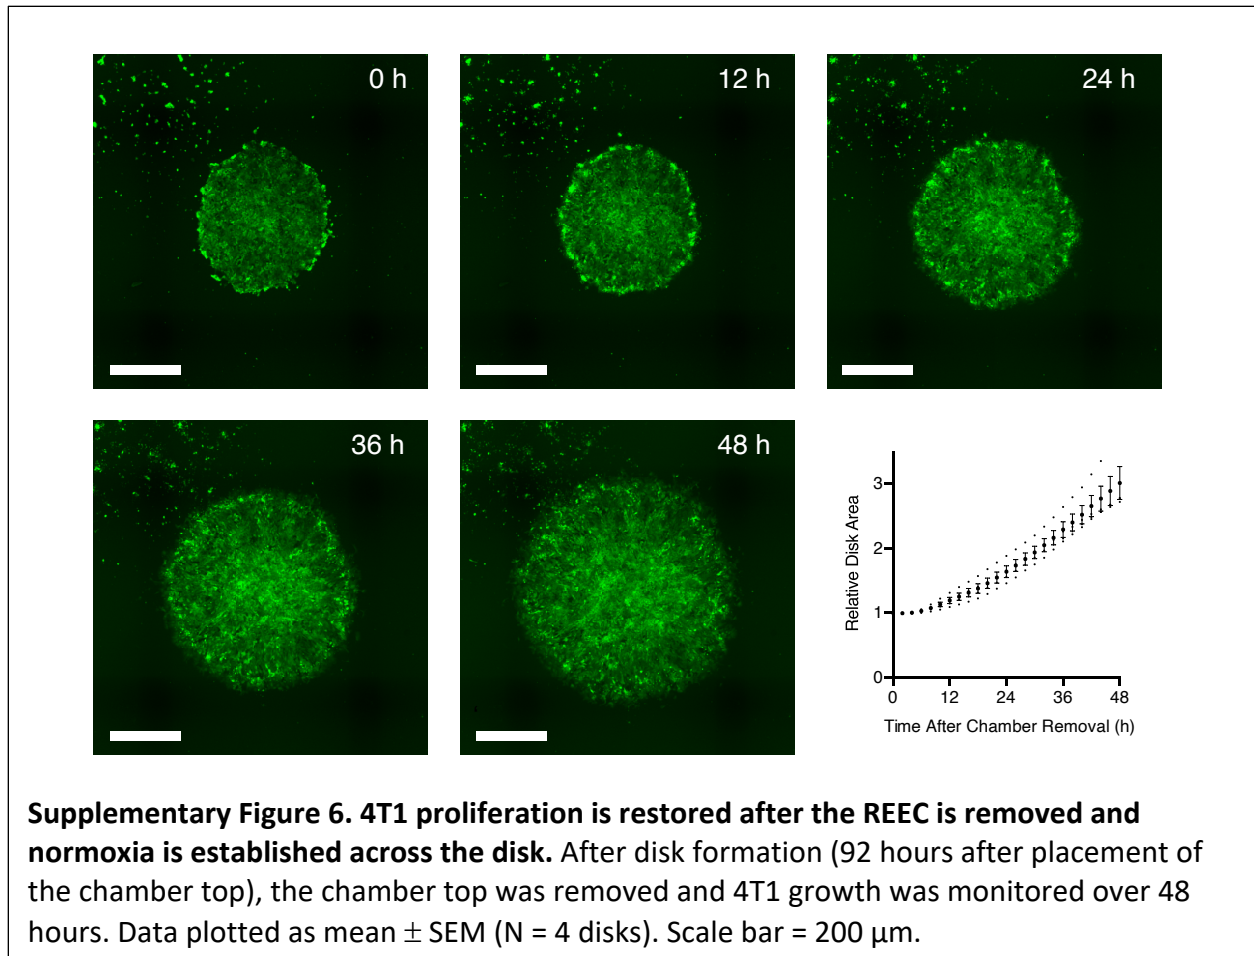 0 h
12 h
24 h
36 h
48 h
3
2
1
0
Relative Disk Area
0 12 24 36 48
Time After Chamber Removal (h)
Supplementary Figure 6. 4T1 proliferation is restored after the REEC is removed and
normoxia is established across the disk. After disk formation (92 hours after placement of
the chamber top), the chamber top was removed and 4T1 growth was monitored over 48
hours. Data plotted as mean ± SEM (N = 4 disks). Scale bar = 200 µm.